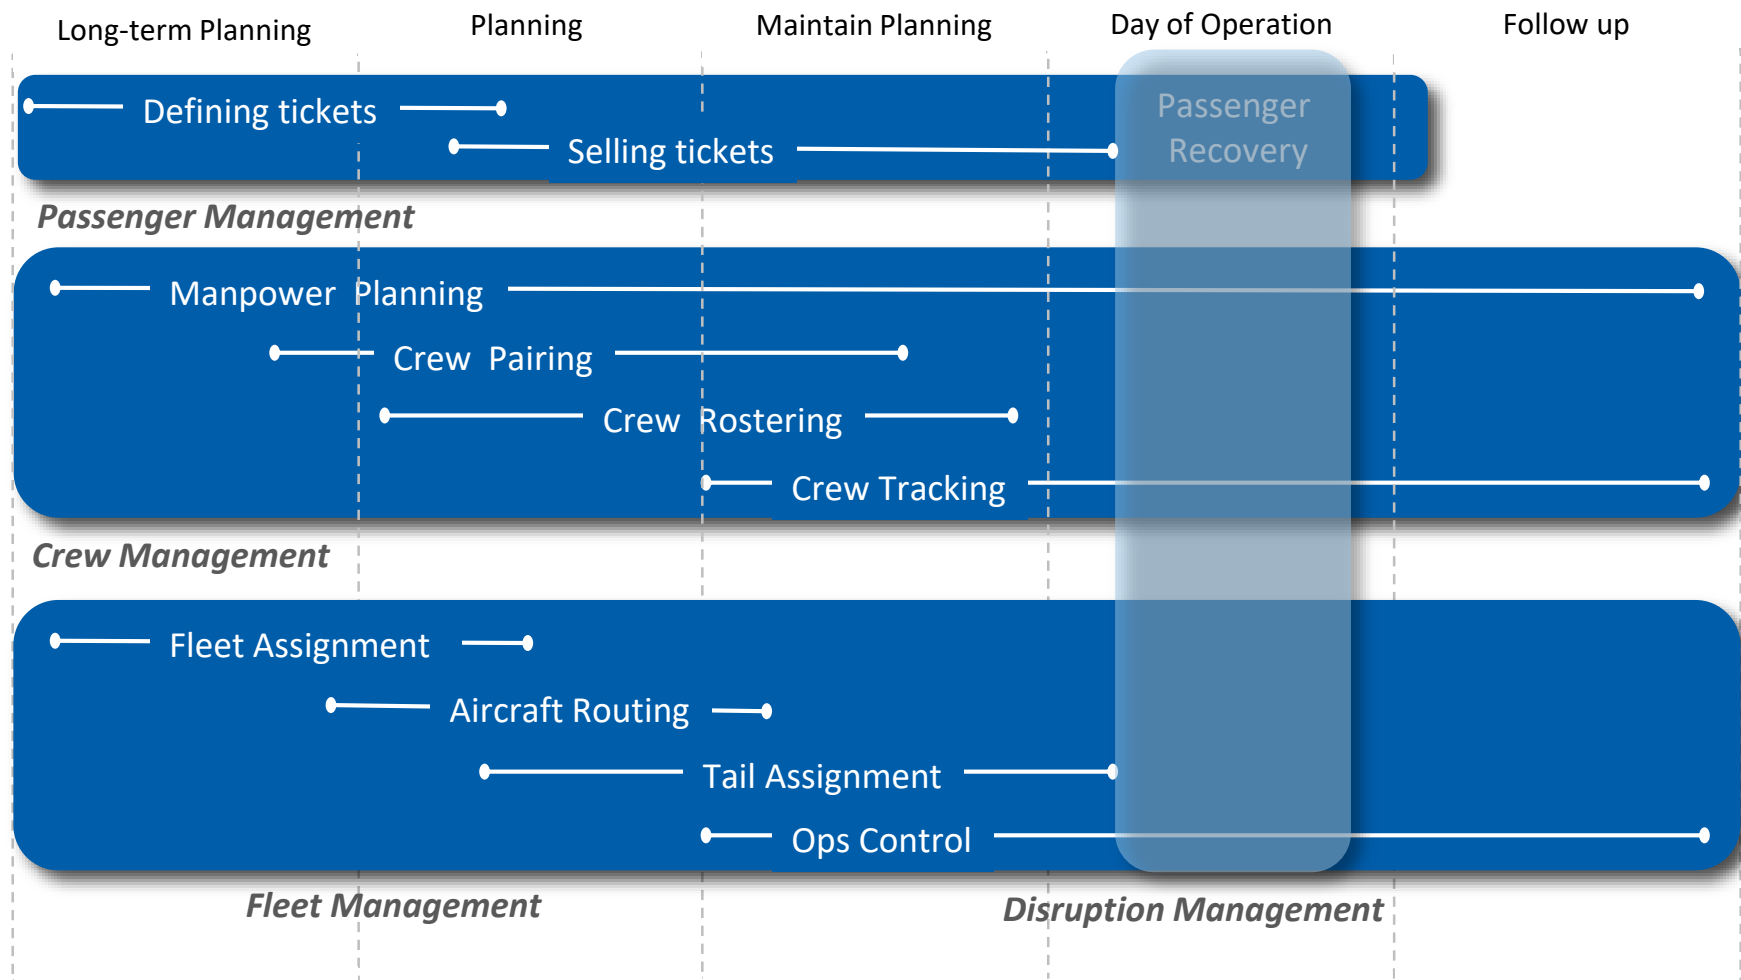 Long-term Planning
Planning
Maintain Planning
Day of Operation
Follow up
Defining tickets
Selling tickets
Passenger
Recovery
Passenger Management
Manpower Planning
Crew Pairing
Crew Rostering
Crew Tracking
Crew Management
Fleet Assignment
Aircraft Routing
Tail Assignment
Ops Control
Fleet Management
Disruption Management